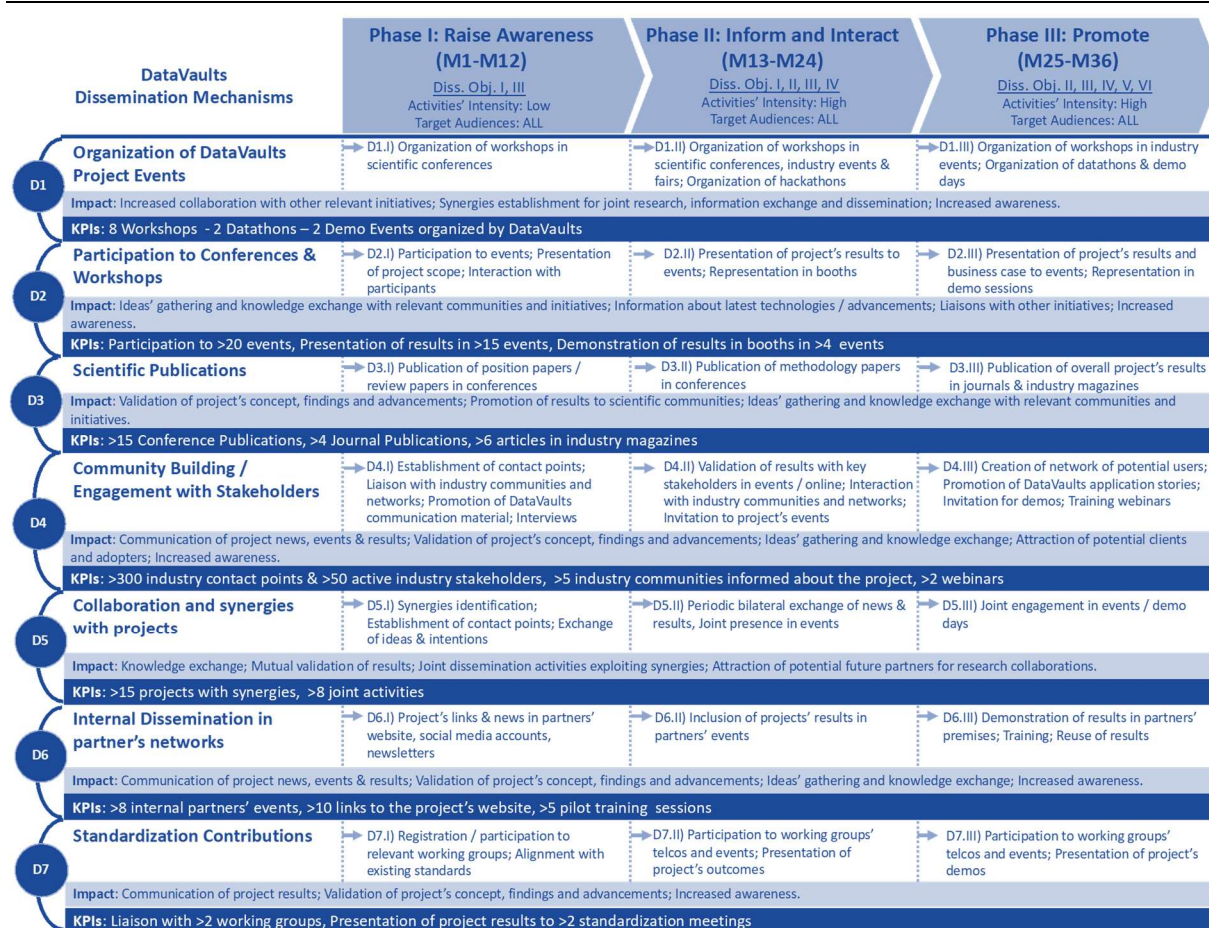 DataVaults
Dissemination Mechanisms
Phase I: Raise Awareness
(M1-M12)
Diss. Obj. I, III
Activities' Intensity: Low
Target Audiences: ALL
Phase II: Inform and Interact
(M13-M24)
Diss. Obj. I, II, III, IV
Activities' Intensity: High
Target Audiences: ALL
Phase III: Promote
(M25-M36)
Diss. Obj. II, III, IV, V, VI
Activities' Intensity: High
Target Audiences: ALL
D1
Organization of DataVaults
Project Events
D1.I) Organization of workshops in
scientific conferences
D1.II) Organization of workshops in
scientific conferences, industry events &
fairs; Organization of hackathons
D1.III) Organization of workshops in industry
events; Organization of datathons & demo
days
Impact: Increased collaboration with other relevant initiatives; Synergies establishment for joint research, information exchange and dissemination; Increased awareness.
KPIs: 8 Workshops - 2 Datathons – 2 Demo Events organized by DataVaults
D2
Participation to Conferences &
Workshops
D2.I) Participation to events; Presentation
of project scope; Interaction with
participants
D2.II) Presentation of project's results to
events; Representation in booths
D2.III) Presentation of project's results and
business case to events; Representation in
demo sessions
Impact: Ideas' gathering and knowledge exchange with relevant communities and initiatives; Information about latest technologies / advancements; Liaisons with other initiatives; Increased
awareness.
KPIs: Participation to >20 events, Presentation of results in >15 events, Demonstration of results in booths in >4 events
D3
Scientific Publications
D3.I) Publication of position papers /
review papers in conferences
D3.II) Publication of methodology papers
in conferences
D3.III) Publication of overall project's results
in journals & industry magazines
Impact: Validation of project's concept, findings and advancements; Promotion of results to scientific communities; Ideas' gathering and knowledge exchange with relevant communities and
initiatives.
KPIs: >15 Conference Publications, >4 Journal Publications, >6 articles in industry magazines
D4
Community Building /
Engagement with Stakeholders
D4.I) Establishment of contact points;
Liaison with industry communities and
networks; Promotion of DataVaults
communication material; Interviews
D4.II) Validation of results with key
stakeholders in events / online; Interaction
with industry communities and networks;
Invitation to project's events
D4.III) Creation of network of potential users;
Promotion of DataVaults application stories;
Invitation for demos; Training webinars
Impact: Communication of project news, events & results; Validation of project's concept, findings and advancements; Ideas' gathering and knowledge exchange; Attraction of potential clients
and adopters; Increased awareness.
KPIs: >300 industry contact points & >50 active industry stakeholders, >5 industry communities informed about the project, >2 webinars
D5
Collaboration and synergies
with projects
D5.I) Synergies identification;
Establishment of contact points; Exchange
of ideas & intentions
D5.II) Periodic bilateral exchange of news &
results, Joint presence in events
D5.III) Joint engagement in events / demo
days
Impact: Knowledge exchange; Mutual validation of results; Joint dissemination activities exploiting synergies; Attraction of potential future partners for research collaborations.
KPIs: >15 projects with synergies, >8 joint activities
D6
Internal Dissemination in
partner's networks
D6.I) Project's links & news in partners'
website, social media accounts,
newsletters
D6.II) Inclusion of projects' results in
partners' events
D6.III) Demonstration of results in partners'
premises; Training; Reuse of results
Impact: Communication of project news, events & results; Validation of project's concept, findings and advancements; Ideas' gathering and knowledge exchange; Increased awareness.
KPIs: >8 internal partners' events, >10 links to the project's website, >5 pilot training sessions
D7
Standardization Contributions
D7.I) Registration / participation to
relevant working groups; Alignment with
existing standards
D7.II) Participation to working groups'
telcos and events; Presentation of
project's outcomes
D7.III) Participation to working groups'
telcos and events; Presentation of project's
demos
Impact: Communication of project results; Validation of project's concept, findings and advancements; Increased awareness.
KPIs: Liaison with >2 working groups, Presentation of project results to >2 standardization meetings